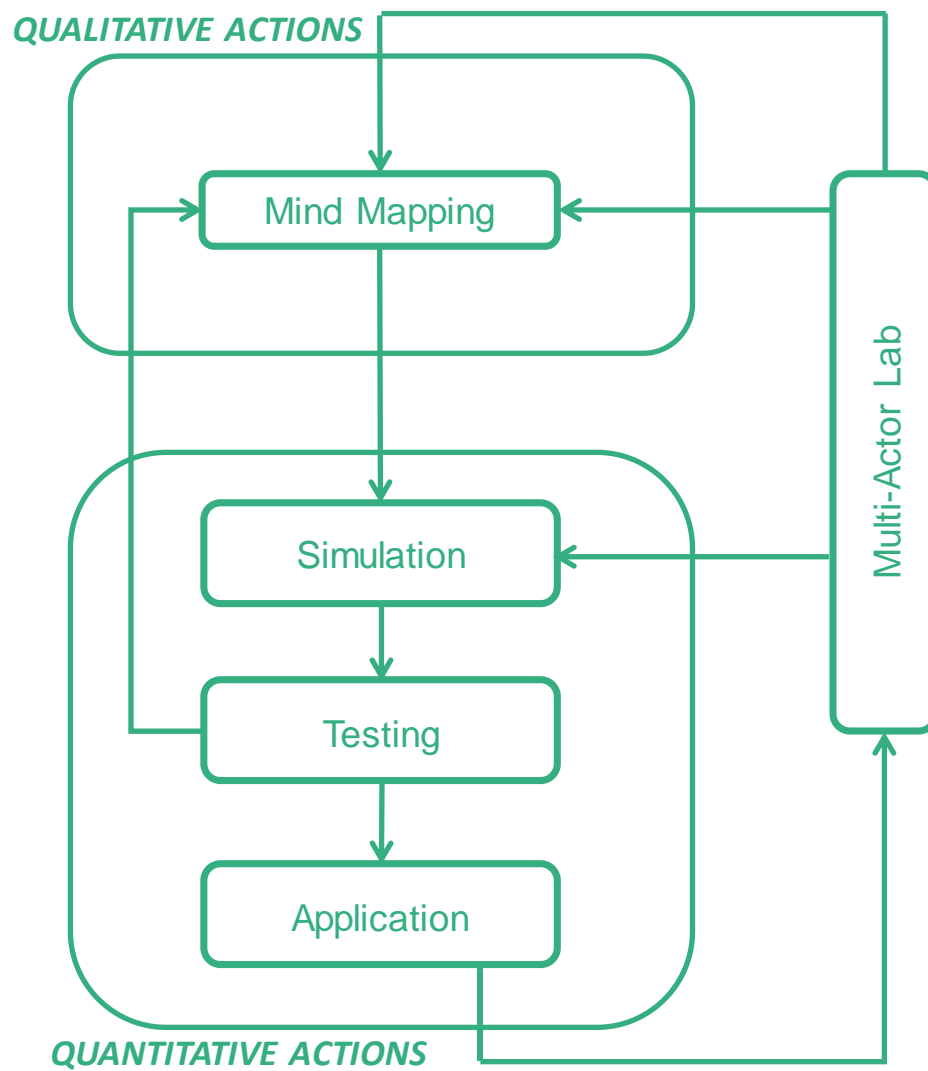 QUALITATIVE ACTIONS
Mind Mapping
Multi-Actor Lab
Simulation
Testing
Application
QUANTITATIVE ACTIONS